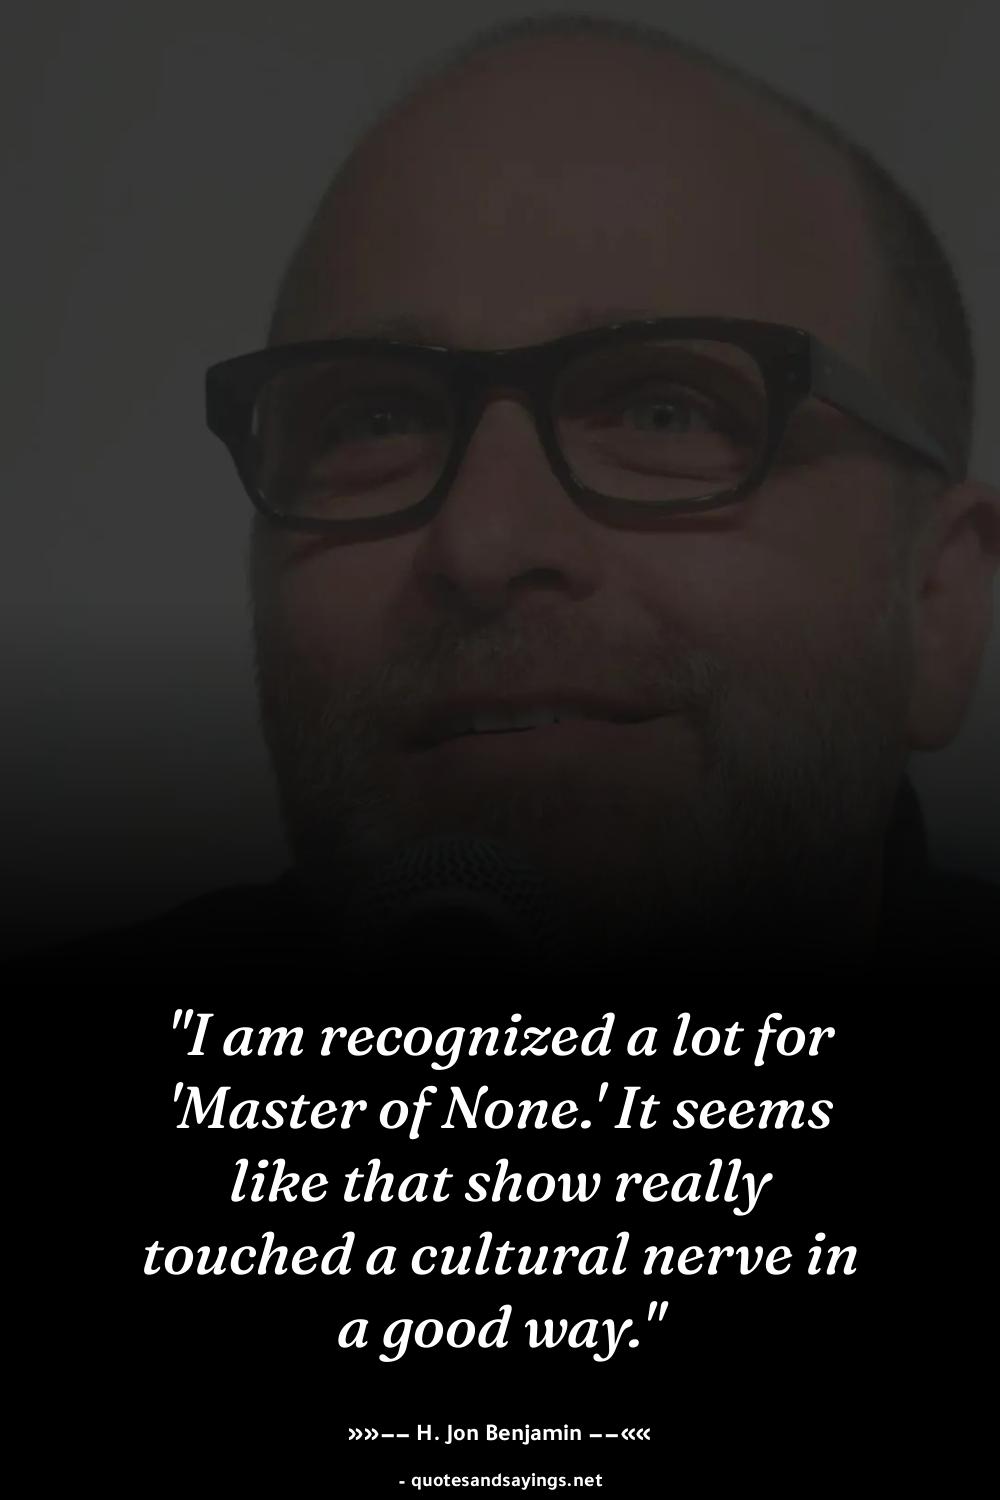 "I am recognized a lot for
'Master of None.' It seems
like that show really
touched a cultural nerve in
a good way."
»»–– H. Jon Benjamin ––««
- quotesandsayings.net